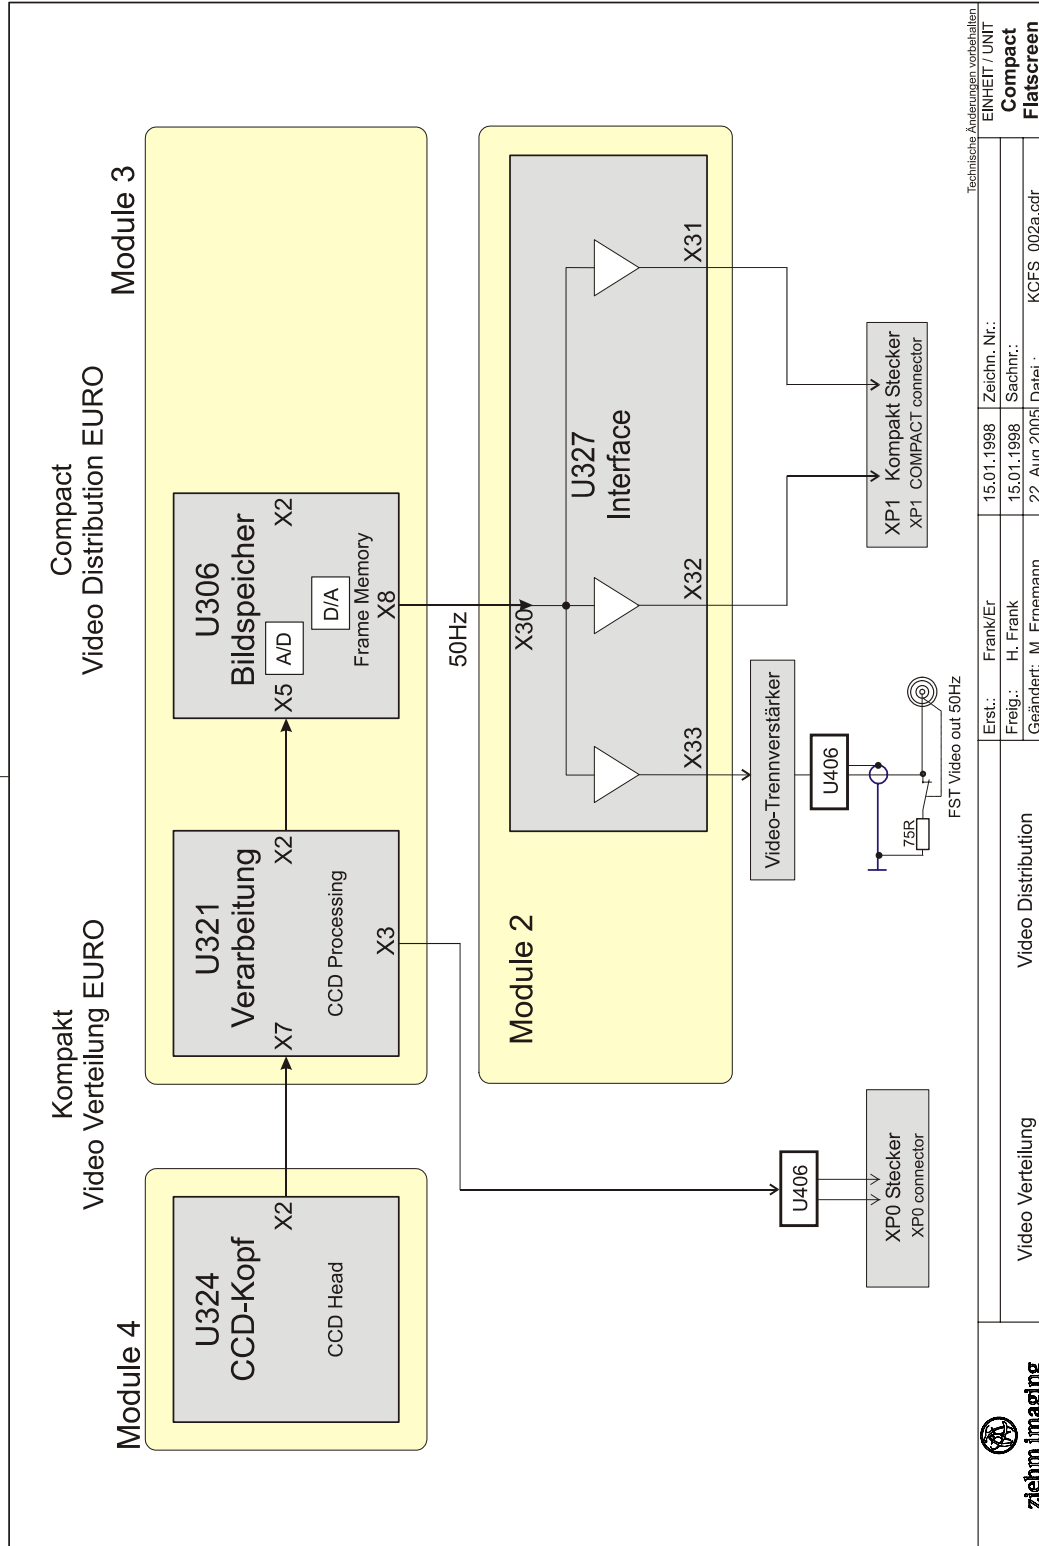 Kompakt
Video Verteilung EURO
Compact
Video Distribution EURO
Module 4
Module 3
U324
CCD-Kopf
X2
CCD Head
U321
Verarbeitung
X7
X2
CCD Processing
X3
U306
Bildspeicher
X5
A/D
X2
D/A
Frame Memory
X8
50Hz
Module 2
X30
U327
Interface
X33
X32
X31
Video-Trennverstärker
U406
75R
FST Video out 50Hz
U406
XP0 Stecker
XP0 connector
XP1 Kompakt Stecker
XP1 COMPACT connector
Technische Änderungen vorbehalten
ziehm imaging
Video Verteilung
Video Distribution
Erst.: Frank/Er 15.01.1998 Zeichn. Nr.:
Freig.: H. Frank 15.01.1998 Sachnr.:
Geändert: M. Ernemann 22. Aug 2005 Datei : KCFS_002a.cdr
EINHEIT / UNIT
Compact
Flatscreen